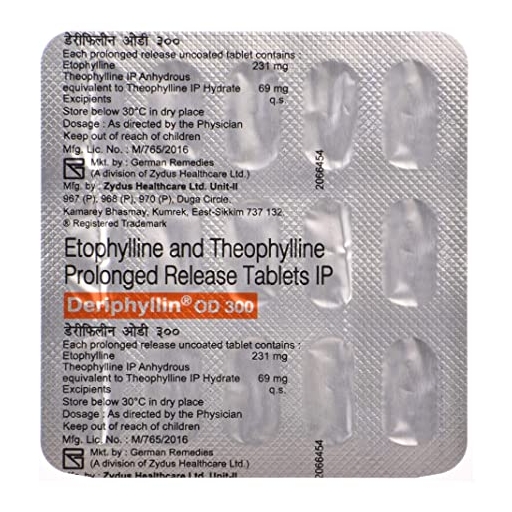 डेरीफिलीन ओडी ३००
Each prolonged release uncoated tablet contains :
Etophylline 231 mg
Theophylline IP Anhydrous
equivalent to Theophylline IP Hydrate 69 mg
Excipients q.s.
Store below 30°C in dry place
Dosage : As directed by the Physician
Keep out of reach of children
Mfg. Lic. No. : M/765/2016
Mkt. by : German Remedies
(A division of Zydus Healthcare Ltd.)
Mfg. by : Zydus Healthcare Ltd. Unit-II
967 (P), 968 (P), 970 (P), Duga Circle,
Kamarey Bhasmay, Kumrek, East-Sikkim 737 132.
® Registered Trademark
2066454
Etophylline and Theophylline
Prolonged Release Tablets IP
Deriphyllin® OD 300
डेरीफिलीन ओडी ३००
Each prolonged release uncoated tablet contains :
Etophylline 231 mg
Theophylline IP Anhydrous
equivalent to Theophylline IP Hydrate 69 mg
Excipients q.s.
Store below 30°C in dry place
Dosage : As directed by the Physician
Keep out of reach of children
Mfg. Lic. No. : M/765/2016
Mkt. by : German Remedies
(A division of Zydus Healthcare Ltd.)
Mfg. by : Zydus Healthcare Ltd. Unit-II
2066454